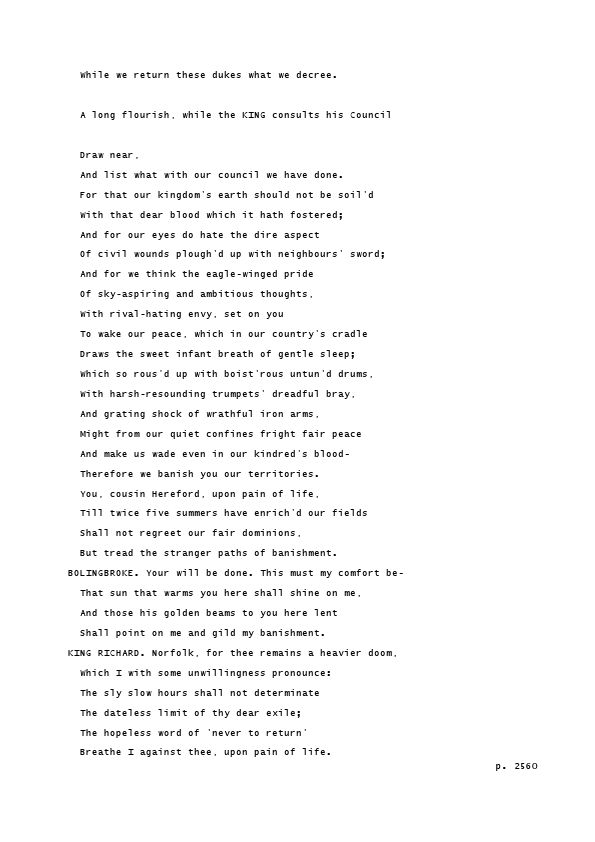 While we return these dukes what we decree.
A long flourish, while the KING consults his Council
Draw near,
And list what with our council we have done.
For that our kingdom's earth should not be soil'd
With that dear blood which it hath fostered;
And for our eyes do hate the dire aspect
Of civil wounds plough'd up with neighbours' sword;
And for we think the eagle-winged pride
Of sky-aspiring and ambitious thoughts,
With rival-hating envy, set on you
To wake our peace, which in our country's cradle
Draws the sweet infant breath of gentle sleep;
Which so rous'd up with boist'rous untun'd drums,
With harsh-resounding trumpets' dreadful bray,
And grating shock of wrathful iron arms,
Might from our quiet confines fright fair peace
And make us wade even in our kindred's blood-
Therefore we banish you our territories.
You, cousin Hereford, upon pain of life,
Till twice five summers have enrich'd our fields
Shall not regreet our fair dominions,
But tread the stranger paths of banishment.
BOLINGBROKE. Your will be done. This must my comfort be-
That sun that warms you here shall shine on me,
And those his golden beams to you here lent
Shall point on me and gild my banishment.
KING RICHARD. Norfolk, for thee remains a heavier doom,
Which I with some unwillingness pronounce:
The sly slow hours shall not determinate
The dateless limit of thy dear exile;
The hopeless word of 'never to return'
Breathe I against thee, upon pain of life.
p. 2560